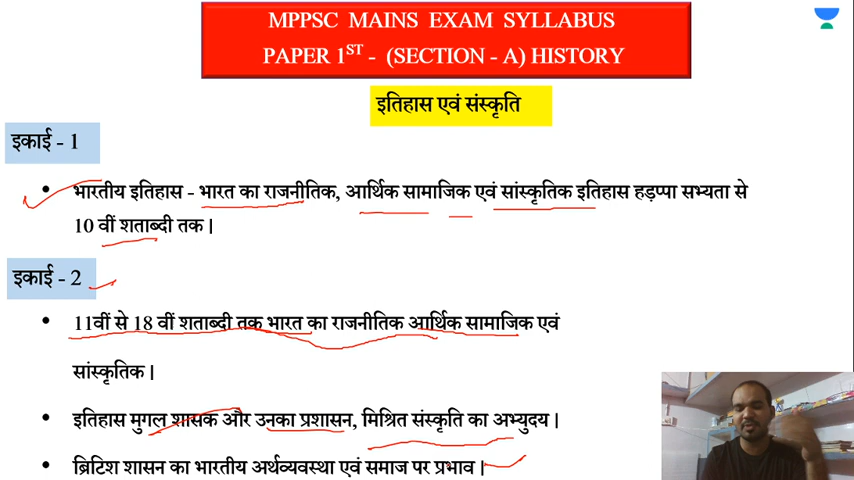 MPPSC MAINS EXAM SYLLABUS
PAPER 1ST - (SECTION - A) HISTORY
इतिहास एवं संस्कृति
इकाई - 1
• भारतीय इतिहास - भारत का राजनीतिक, आर्थिक सामाजिक एवं सांस्कृतिक इतिहास हड़प्पा सभ्यता से
10 वीं शताब्दी तक |
इकाई - 2
• 11वीं से 18 वीं शताब्दी तक भारत का राजनीतिक आर्थिक सामाजिक एवं
सांस्कृतिक |
• इतिहास मुगल शासक और उनका प्रशासन, मिश्रित संस्कृति का अभ्युदय |
• ब्रिटिश शासन का भारतीय अर्थव्यवस्था एवं समाज पर प्रभाव |